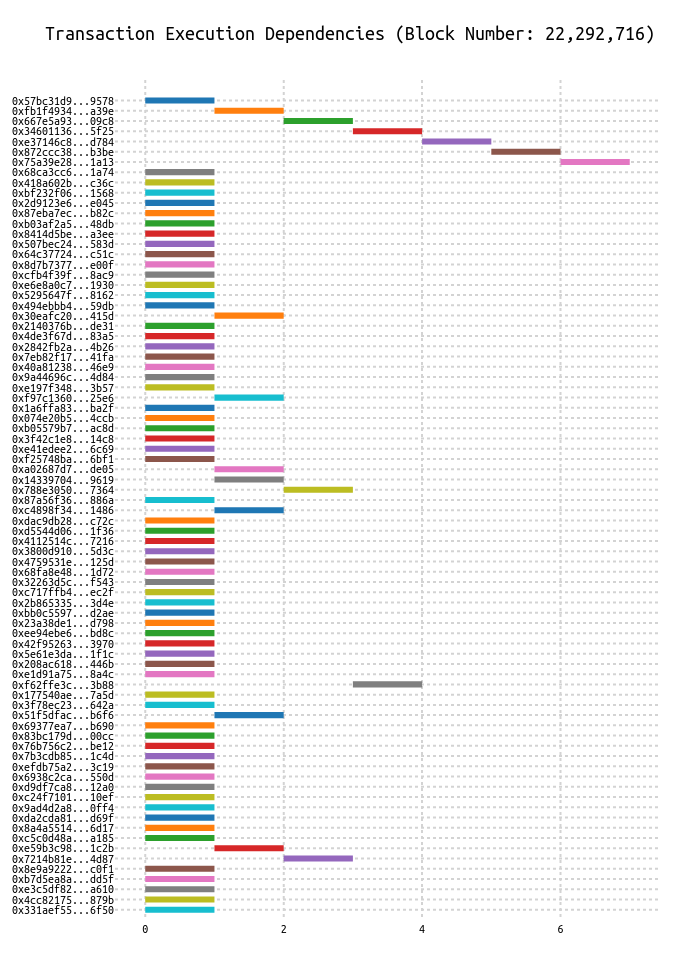 Transaction Execution Dependencies (Block Number: 22,292,716)
0x57bc31d9...9578
0xfb1f4934...a39e
0x667e5a93...09c8
0x34601136...5f25
0xe37146c8...d784
0x872ccc38...b3be
0x75a39e28...1a13
0x68ca3cc6...1a74
0x418a602b...c36c
0xbf232f06...1568
0x2d9123e6...e045
0x87eba7ec...b82c
0xb03af2a5...48db
0x8414d5be...a3ee
0x507bec24...583d
0x64c37724...c51c
0x8d7b7377...e00f
0xcfb4f39f...8ac9
0xe6e8a0c7...1930
0x5295647f...8162
0x494ebbb4...59db
0x30eafc20...415d
0x2140376b...de31
0x4de3f67d...83a5
0x2842fb2a...4b26
0x7eb82f17...41fa
0x40a81238...46e9
0x9a44696c...4d84
0xe197f348...3b57
0xf97c1360...25e6
0x1a6ffa83...ba2f
0x074e20b5...4ccb
0xb05579b7...ac8d
0x3f42c1e8...14c8
0xe41edee2...6c69
0xf25748ba...6bf1
0xa02687d7...de05
0x14339704...9619
0x788e3050...7364
0x87a56f36...886a
0xc4898f34...1486
0xdac9db28...c72c
0xd5544d06...1f36
0x4112514c...7216
0x3800d910...5d3c
0x4759531e...125d
0x68fa8e48...1d72
0x32263d5c...f543
0xc717ffb4...ec2f
0x2b865335...3d4e
0xbb0c5597...d2ae
0x23a38de1...d798
0xee94ebe6...bd8c
0x42f95263...3970
0x5e61e3da...1f1c
0x208ac618...446b
0xe1d91a75...8a4c
0xf62ffe3c...3b88
0x177540ae...7a5d
0x3f78ec23...642a
0x51f5dfac...b6f6
0x69377ea7...b690
0x83bc179d...00cc
0x76b756c2...be12
0x7b3cdb85...1c4d
0xefdb75a2...3c19
0x6938c2ca...550d
0xd9df7ca8...12a0
0xc24f7101...10ef
0x9ad4d2a8...0ff4
0xda2cda81...d69f
0x8a4a5514...6d17
0xc5c0d48a...a185
0xe59b3c98...1c2b
0x7214b81e...4d87
0x8e9a9222...c0f1
0xb7d5ea8a...dd5f
0xe3c5df82...a610
0x4cc82175...879b
0x331aef55...6f50
0 2 4 6